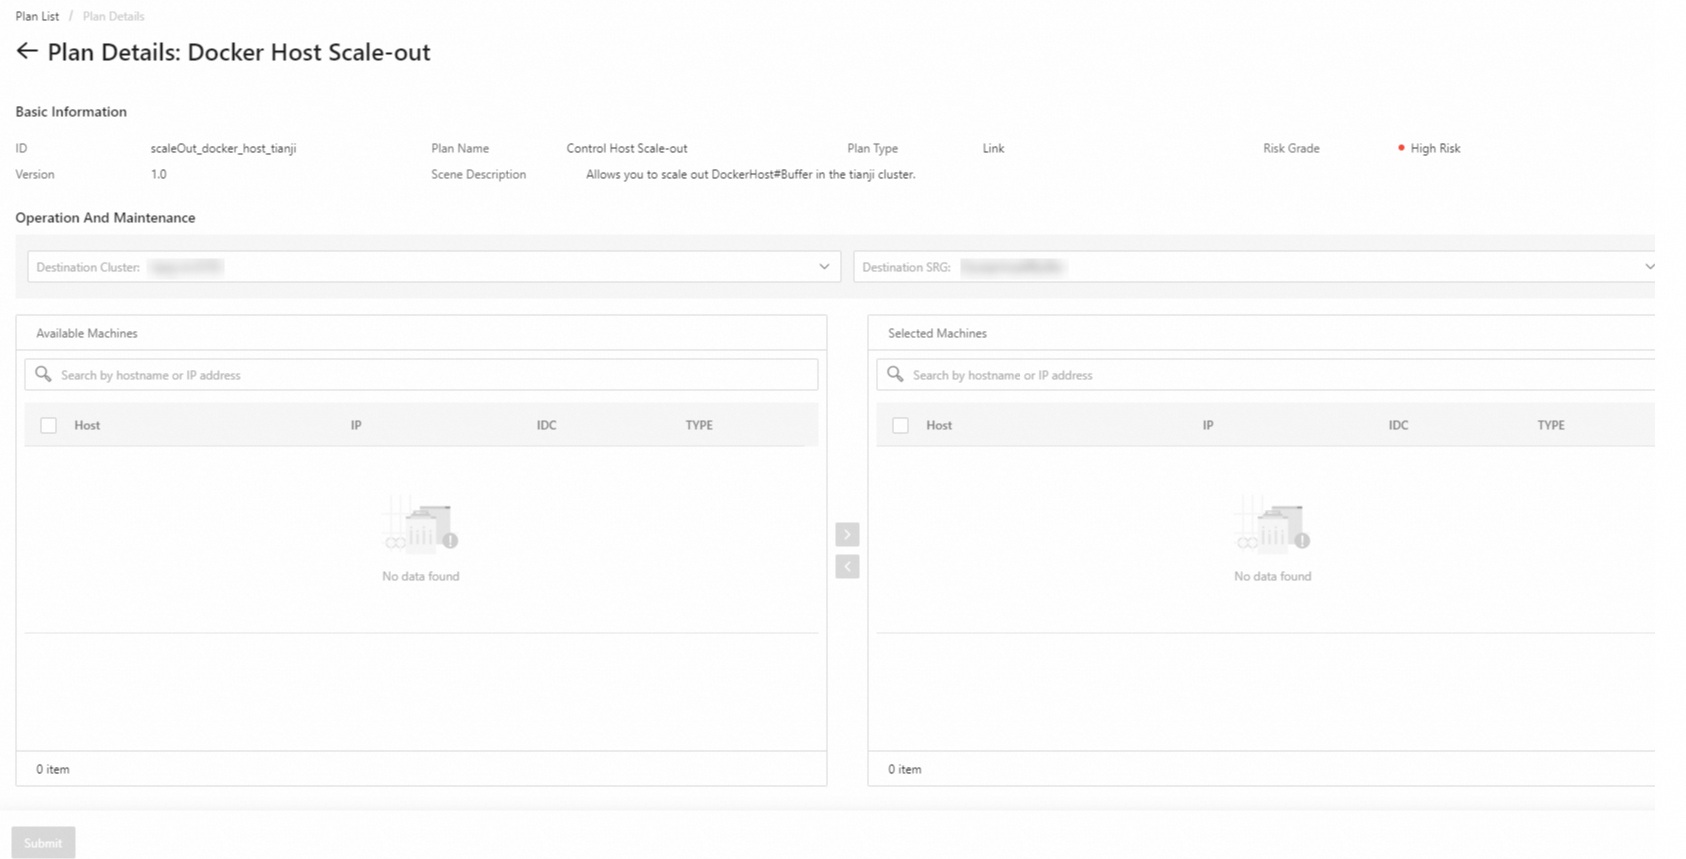 Plan List / Plan Details
← Plan Details: Docker Host Scale-out
Basic Information
ID scaleOut_docker_host_tianji Plan Name Control Host Scale-out Plan Type Link Risk Grade High Risk
Version 1.0 Scene Description Allows you to scale out DockerHost#Buffer in the tianji cluster.
Operation And Maintenance
Destination Cluster: Destination SRG:
Available Machines
Search by hostname or IP address
Host IP IDC TYPE
No data found
0 item
Selected Machines
Search by hostname or IP address
Host IP IDC TYPE
No data found
0 item
Submit